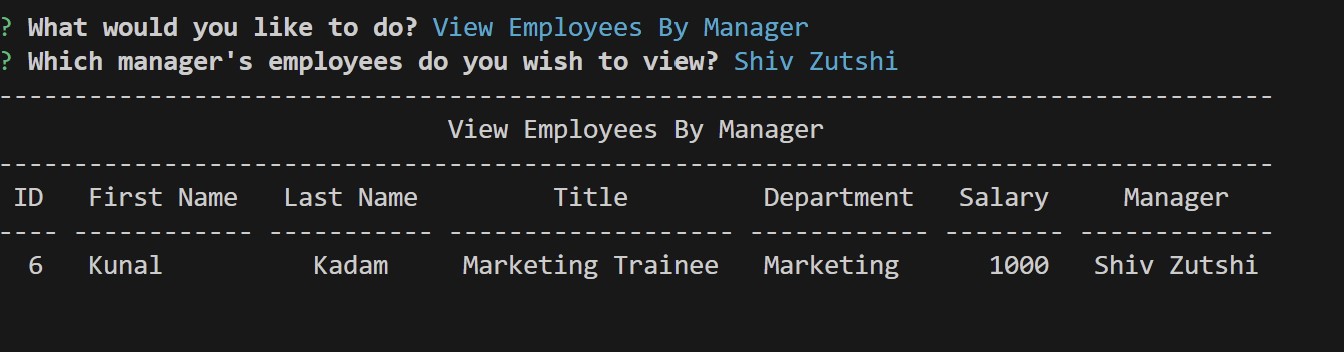 ? What would you like to do? View Employees By Manager
? Which manager's employees do you wish to view? Shiv Zutshi
-------------------------------------------------------------------------------------
View Employees By Manager
-------------------------------------------------------------------------------------
ID   First Name   Last Name         Title         Department   Salary     Manager
---- ------------ ----------- ------------------- ------------ -------- -------------
6   Kunal          Kadam     Marketing Trainee   Marketing      1000   Shiv Zutshi